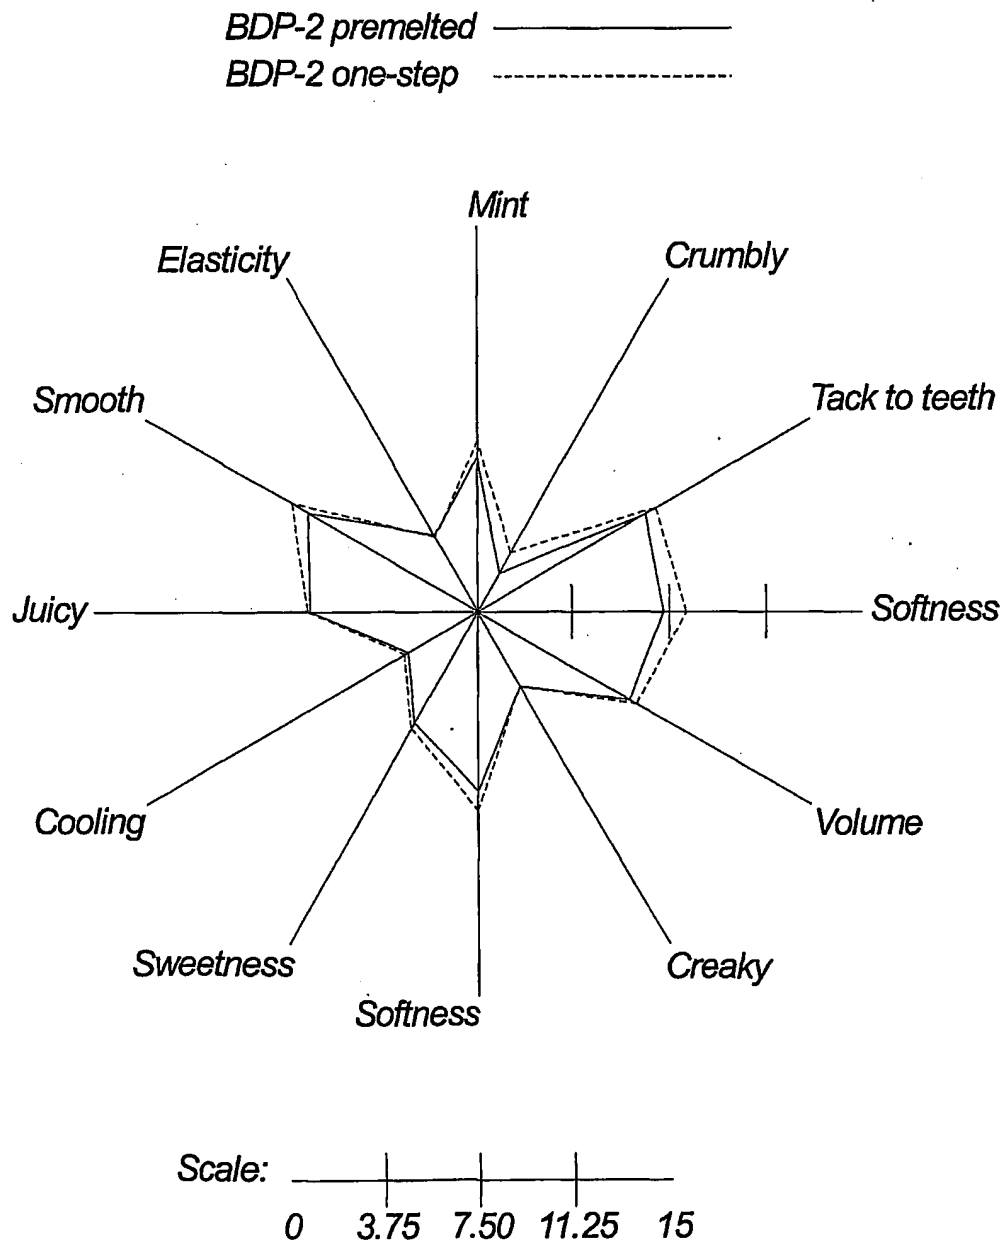 BDP-2 premelted
BDP-2 one-step
Mint
Elasticity
Crumbly
Smooth
Tack to teeth
Juicy
Softness
Cooling
Volume
Sweetness
Creaky
Softness
Scale:
0 3.75 7.50 11.25 15